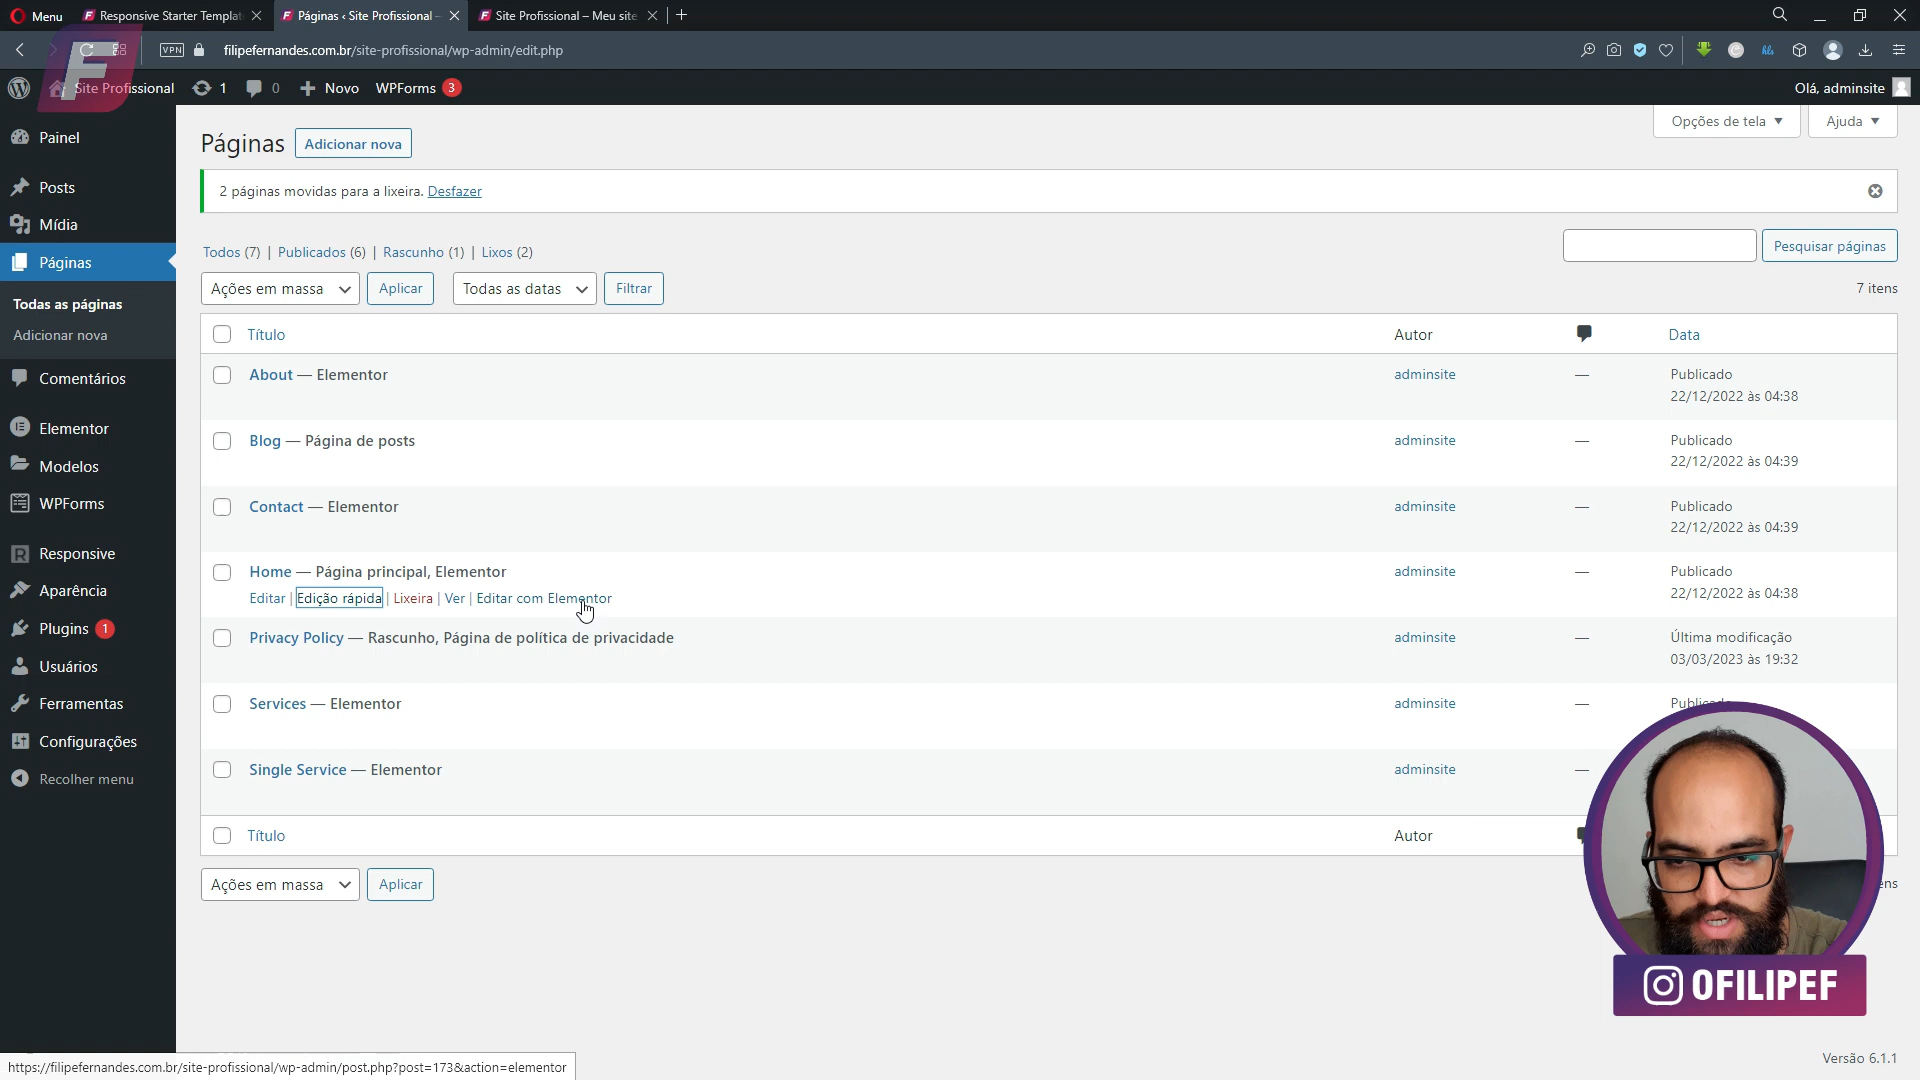 Menu
Responsive Starter Templat
Páginas ‹ Site Profissional –
Site Profissional – Meu site
VPN
filipefernandes.com.br/site-profissional/wp-admin/edit.php
Site Profissional
1
0
Novo
WPForms 3
Olá, adminsite
Painel
Posts
Mídia
Páginas
Todas as páginas
Adicionar nova
Comentários
Elementor
Modelos
WPForms
Responsive
Aparência
Plugins 1
Usuários
Ferramentas
Configurações
Recolher menu
Opções de tela
Ajuda
Páginas
Adicionar nova
2 páginas movidas para a lixeira. Desfazer
Todos (7) | Publicados (6) | Rascunho (1) | Lixos (2)
Pesquisar páginas
Ações em massa
Aplicar
Todas as datas
Filtrar
7 itens
Título
Autor
Data
About — Elementor
adminsite
—
Publicado
22/12/2022 às 04:38
Blog — Página de posts
adminsite
—
Publicado
22/12/2022 às 04:39
Contact — Elementor
adminsite
—
Publicado
22/12/2022 às 04:39
Home — Página principal, Elementor
Editar | Edição rápida | Lixeira | Ver | Editar com Elementor
adminsite
—
Publicado
22/12/2022 às 04:38
Privacy Policy — Rascunho, Página de política de privacidade
adminsite
—
Última modificação
03/03/2023 às 19:32
Services — Elementor
adminsite
—
Single Service — Elementor
adminsite
—
Título
Autor
Ações em massa
Aplicar
OFILIPEF
Versão 6.1.1
https://filipefernandes.com.br/site-profissional/wp-admin/post.php?post=173&action=elementor